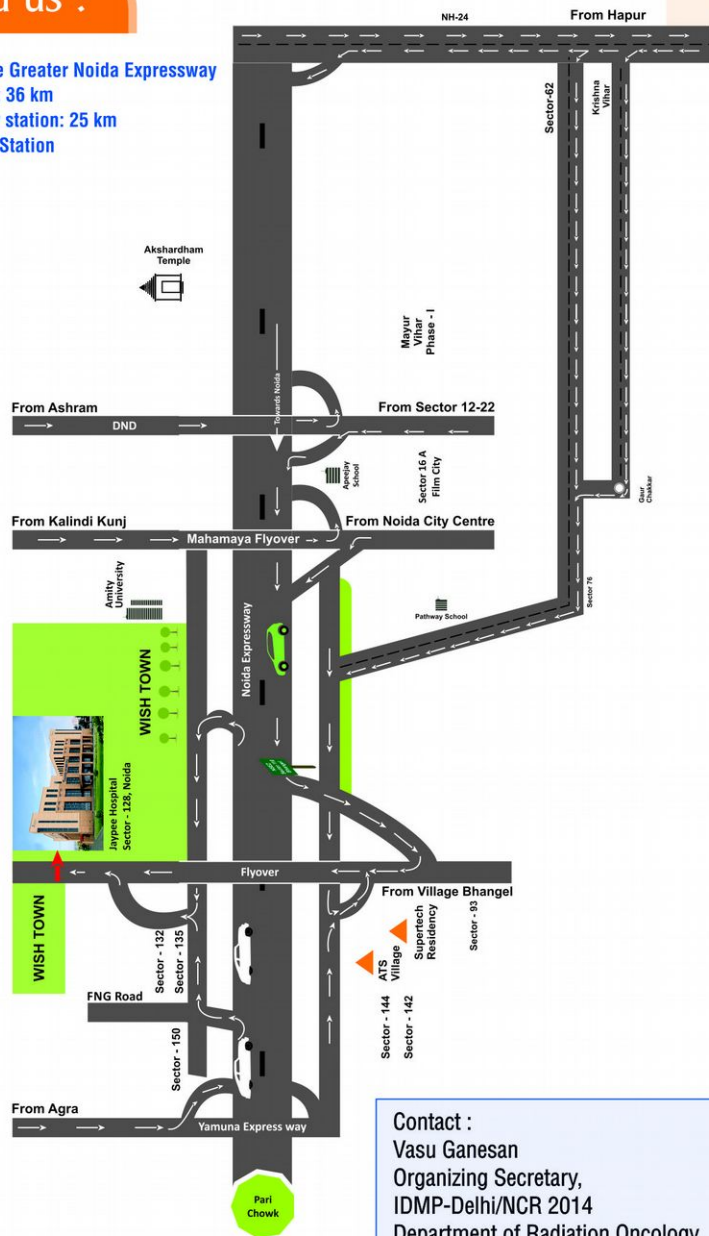 us :
Greater Noida Expressway
36 km
station: 25 km
Station
NH-24
From Hapur
Sector-62
Krishna
Vihar
Akshardham
Temple
Mayur
Vihar
Phase - I
Towards Noida
From Ashram
DND
From Sector 12-22
Apeejay
School
Sector 16 A
Film City
Gaur
Chakkar
From Kalindi Kunj
Mahamaya Flyover
From Noida City Centre
Amity
University
Sector 76
Pathway School
Noida Expressway
WISH TOWN
Jaypee Hospital
Sector - 128, Noida
Flyover
From Village Bhangel
WISH TOWN
Sector - 132
Sector - 135
Supertech
Residency
Sector - 93
ATS
Village
FNG Road
Sector - 150
Sector - 144
Sector - 142
From Agra
Yamuna Express way
Pari
Chowk
Contact :
Vasu Ganesan
Organizing Secretary,
IDMP-Delhi/NCR 2014
Department of Radiation Oncology